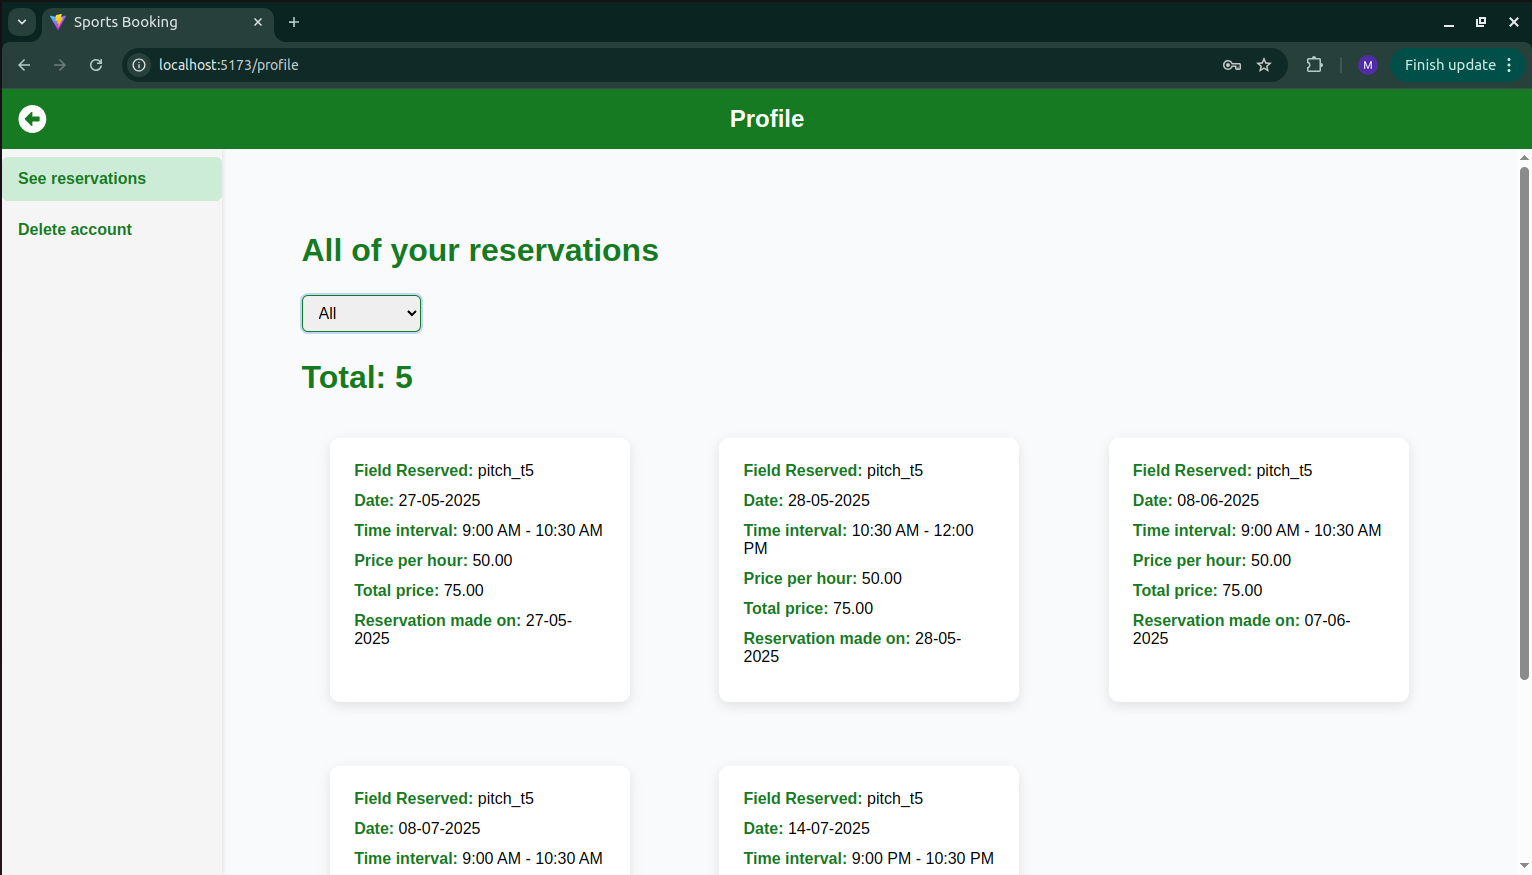 Sports Booking
localhost:5173/profile
M
Finish update
Profile
See reservations
Delete account
All of your reservations
All
Total: 5
Field Reserved: pitch_t5
Date: 27-05-2025
Time interval: 9:00 AM - 10:30 AM
Price per hour: 50.00
Total price: 75.00
Reservation made on: 27-05-
2025
Field Reserved: pitch_t5
Date: 28-05-2025
Time interval: 10:30 AM - 12:00
PM
Price per hour: 50.00
Total price: 75.00
Reservation made on: 28-05-
2025
Field Reserved: pitch_t5
Date: 08-06-2025
Time interval: 9:00 AM - 10:30 AM
Price per hour: 50.00
Total price: 75.00
Reservation made on: 07-06-
2025
Field Reserved: pitch_t5
Date: 08-07-2025
Time interval: 9:00 AM - 10:30 AM
Field Reserved: pitch_t5
Date: 14-07-2025
Time interval: 9:00 PM - 10:30 PM